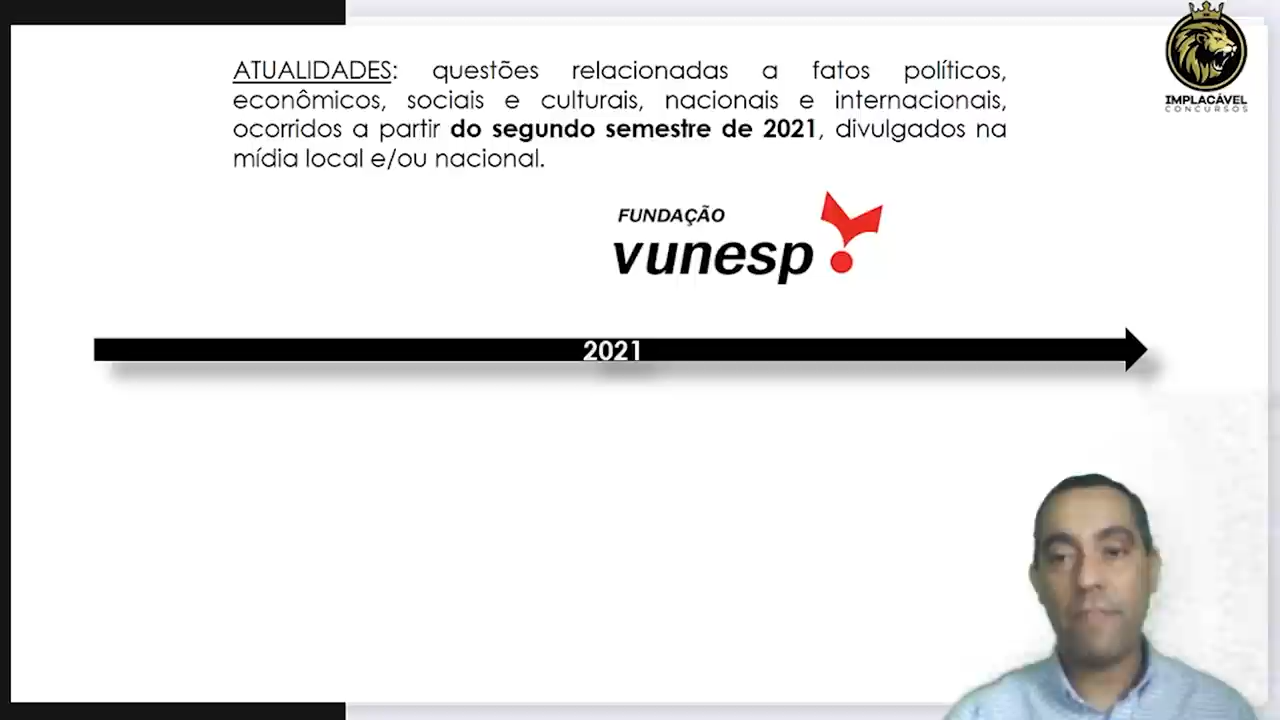 ATUALIDADES: questões relacionadas a fatos políticos,
econômicos, sociais e culturais, nacionais e internacionais,
ocorridos a partir do segundo semestre de 2021, divulgados na
mídia local e/ou nacional.
IMPLACÁVEL
CONCURSOS
FUNDAÇÃO
vunesp
2021